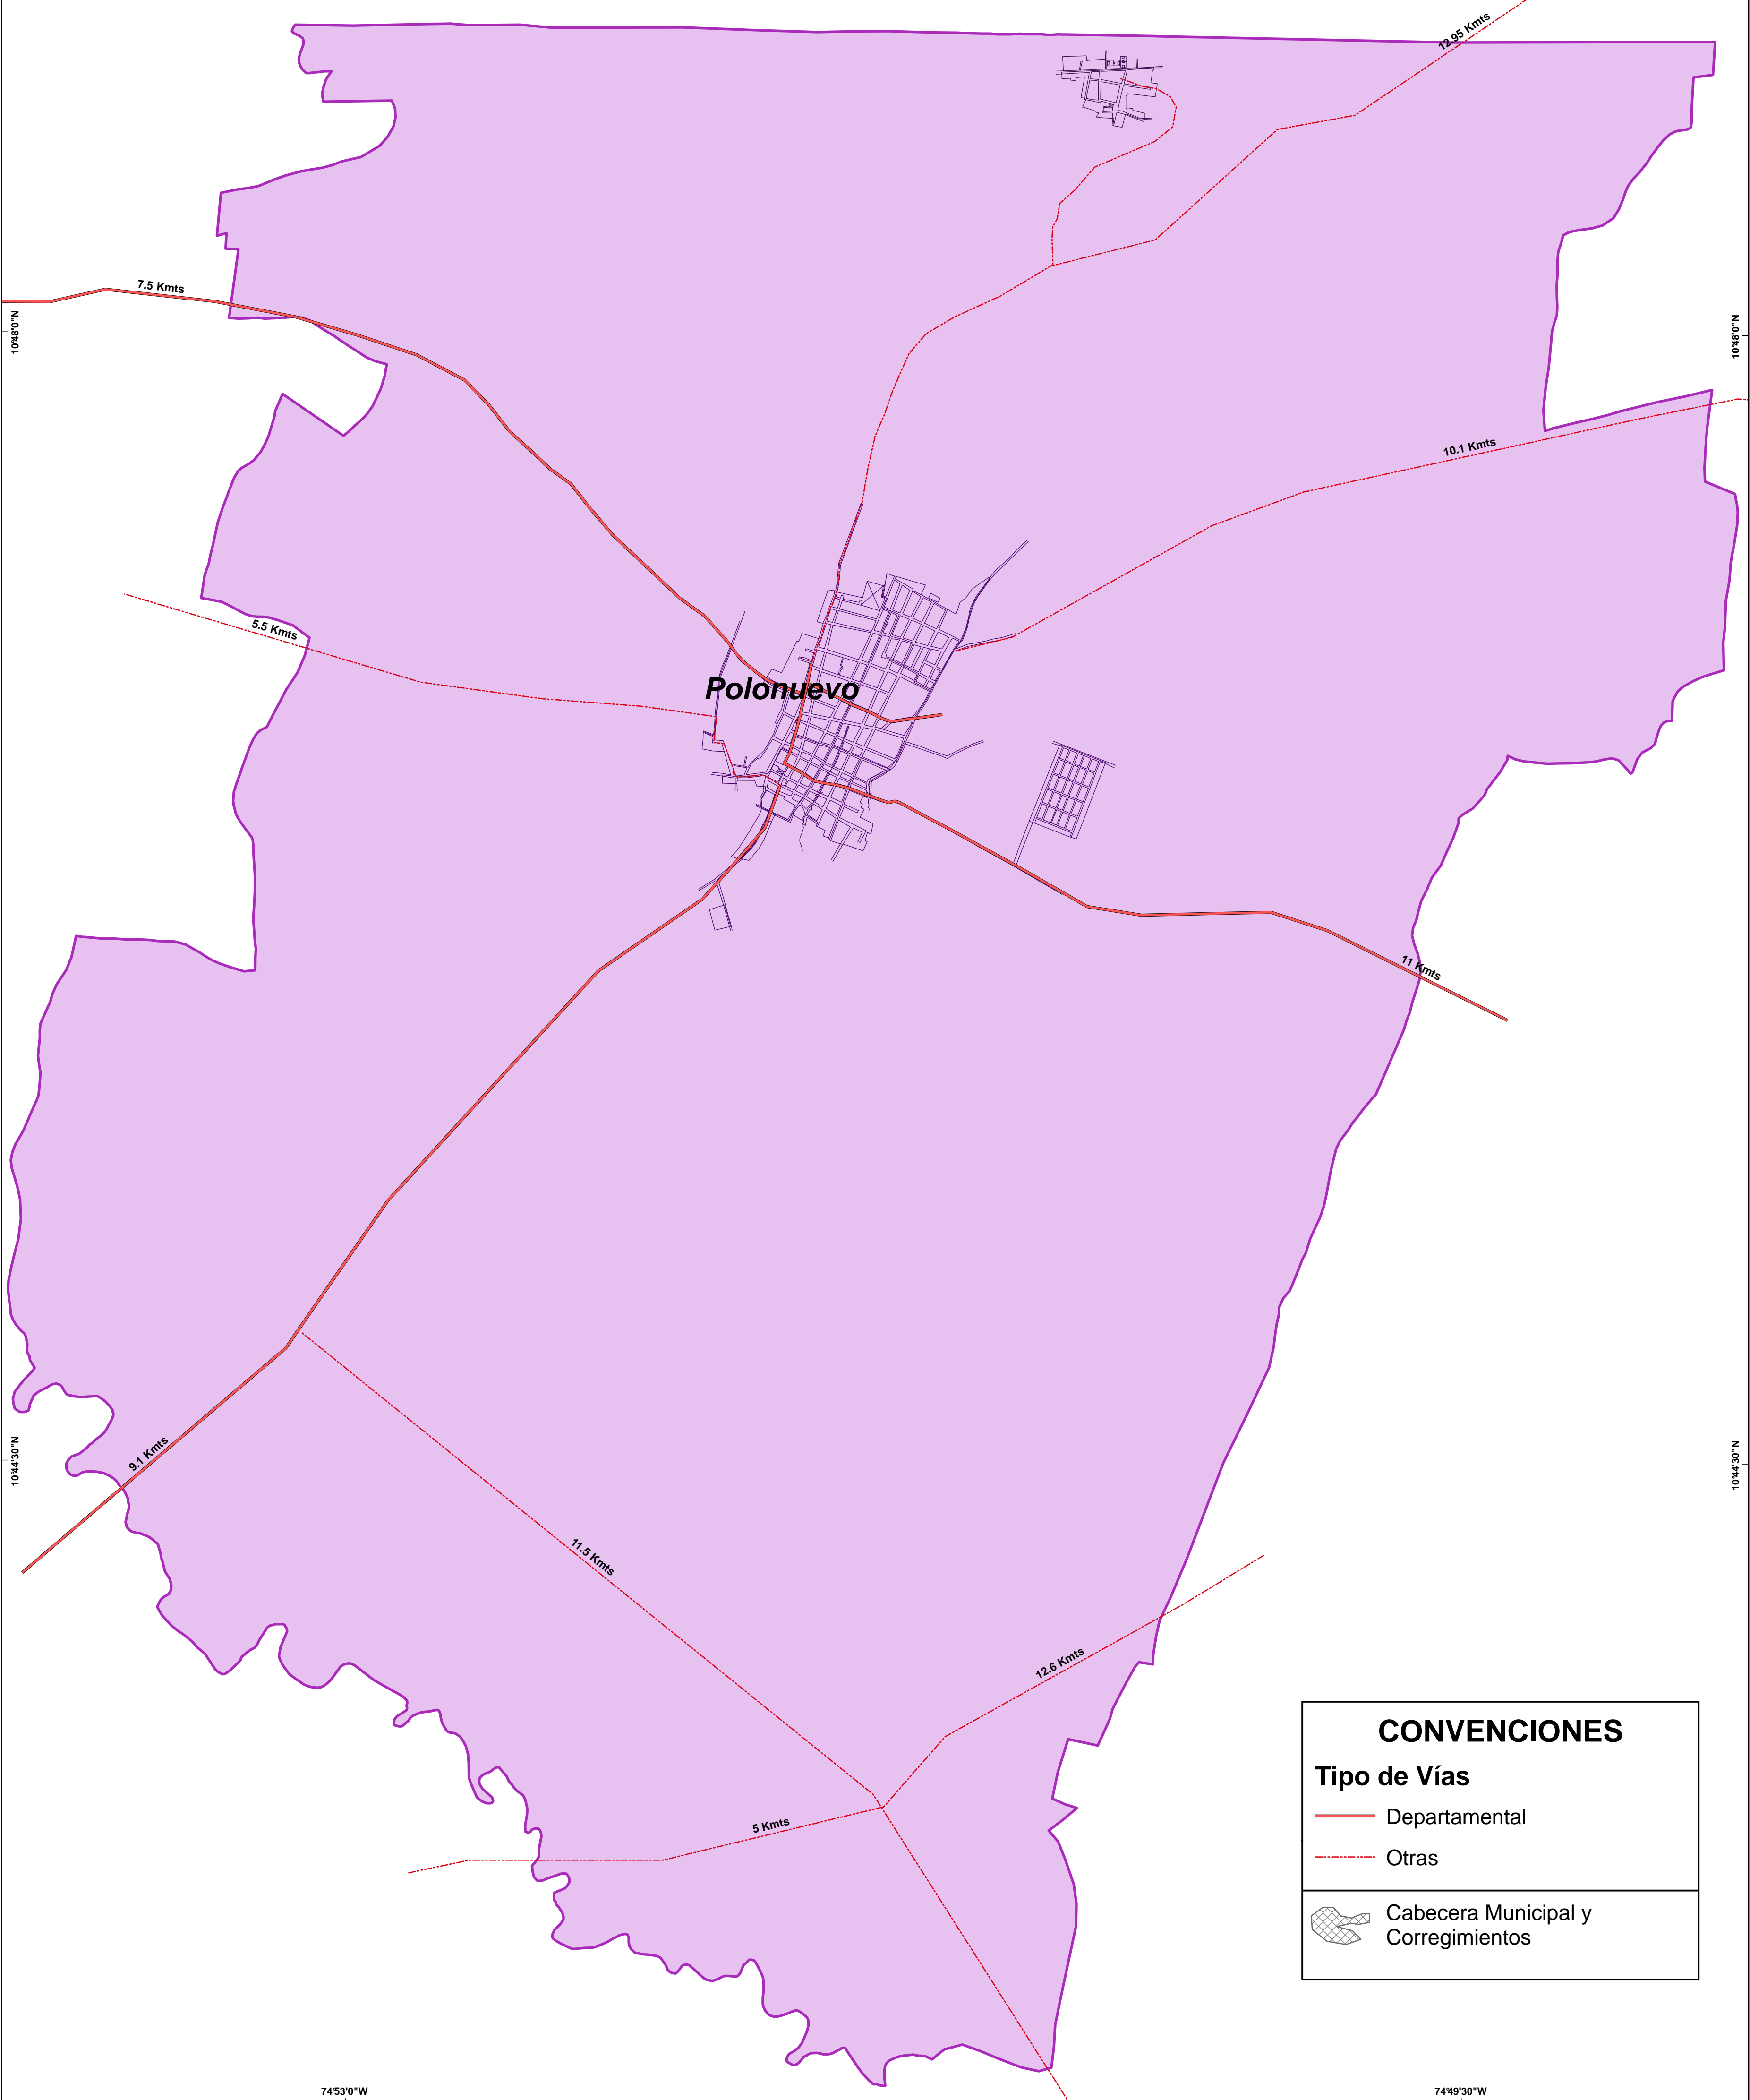 12.95 Kmts
7.5 Kmts
10°48'0"N
10°48'0"N
10.1 Kmts
5.5 Kmts
Polonuevo
11 Kmts
9.1 Kmts
10°44'30"N
10°44'30"N
11.5 Kmts
12.6 Kmts
5 Kmts
CONVENCIONES
Tipo de Vías
Departamental
Otras
Cabecera Municipal y
Corregimientos
74°53'0"W
74°49'30"W